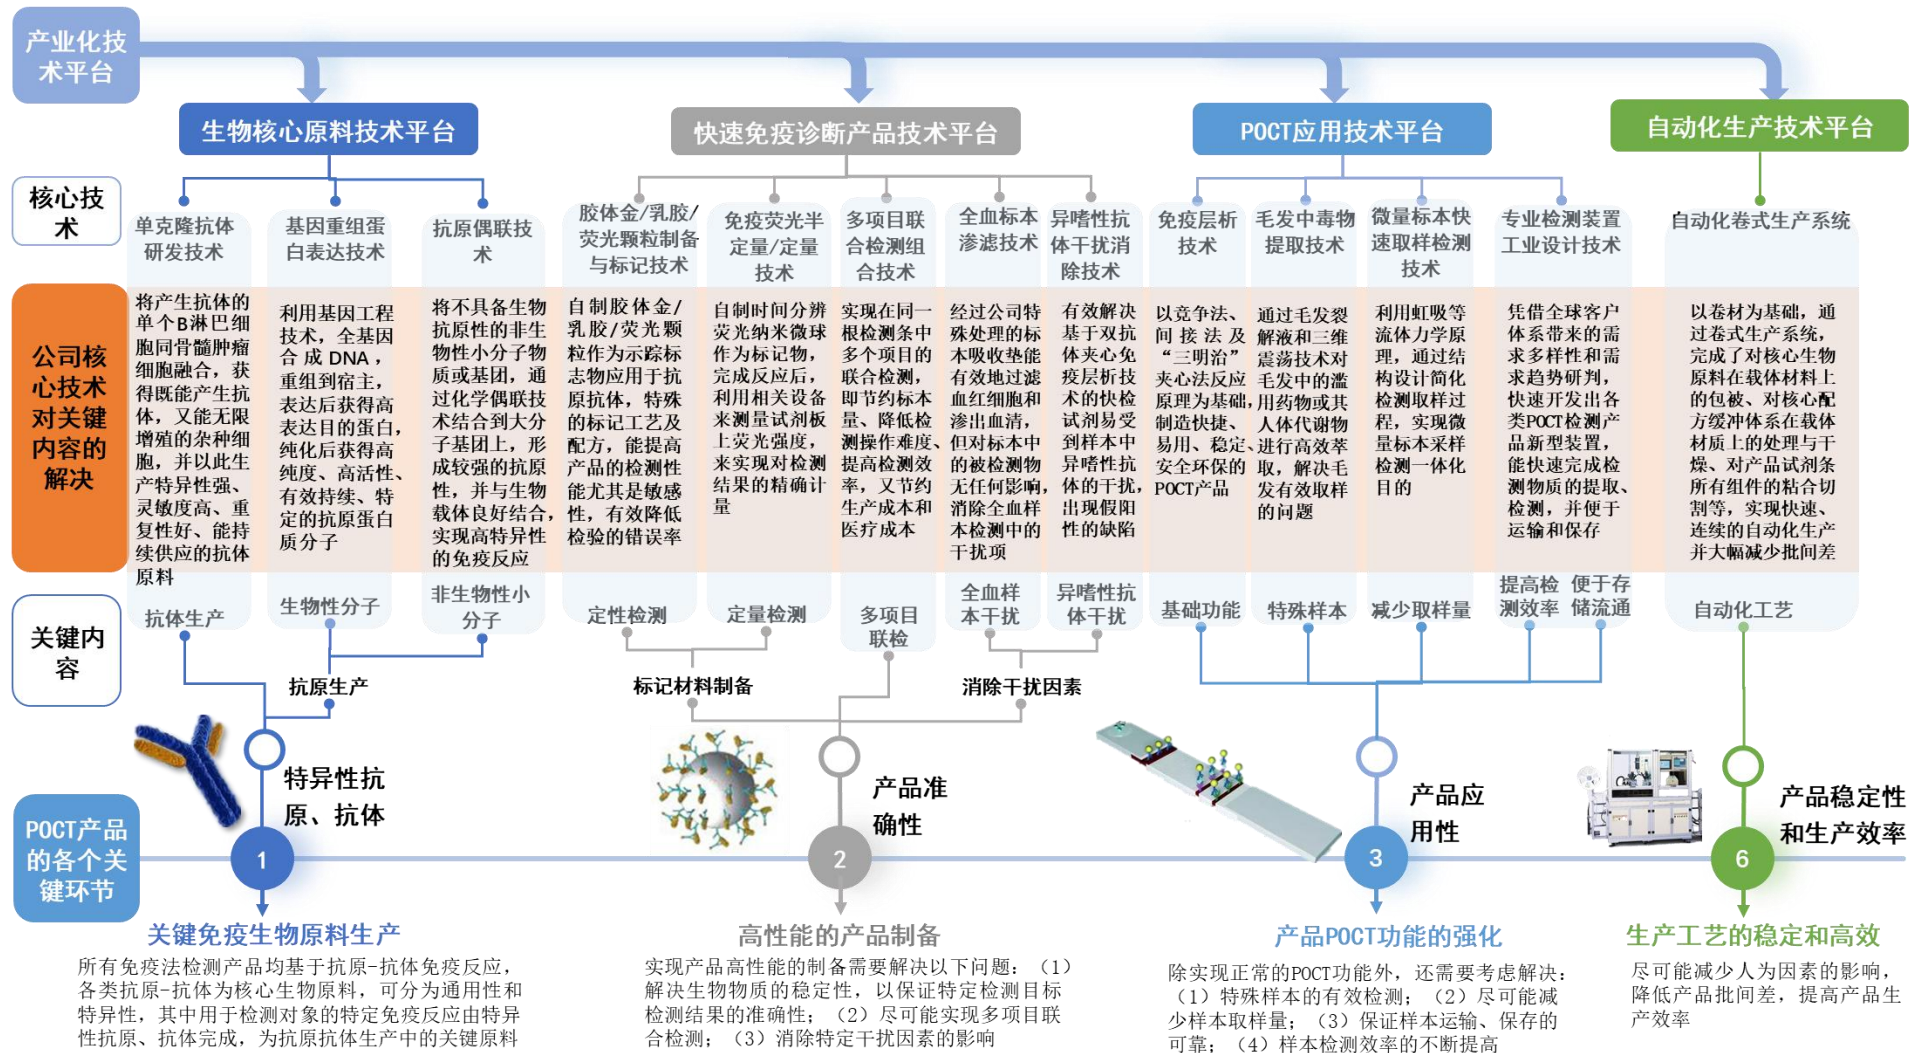 产业化技
术平台
生物核心原料技术平台
快速免疫诊断产品技术平台
POCT应用技术平台
自动化生产技术平台
核心技
术
单克隆抗体
研发技术
基因重组蛋
白表达技术
抗原偶联技
术
胶体金/乳胶/
荧光颗粒制备
与标记技术
免疫荧光半
定量/定量
技术
多项目联
合检测组
合技术
全血标本
渗滤技术
异嗜性抗
体干扰消
除技术
免疫层析
技术
毛发中毒物
提取技术
微量标本快
速取样检测
技术
专业检测装置
工业设计技术
自动化卷式生产系统
公司核
心技术
对关键
内容的
解决
将产生抗体的
单个B淋巴细
胞同骨髓肿瘤
细胞融合，获
得既能产生抗
体，又能无限
增殖的杂种细
胞，并以此生
产特异性强、
灵敏度高、重
复性好、能持
续供应的抗体
原料
利用基因工程
技术，全基因
合成DNA，
重组到宿主，
表达后获得高
表达目的蛋白，
纯化后获得高
纯度、高活性、
有效持续、特
定的抗原蛋白
质分子
将不具备生物
抗原性的非生
物性小分子物
质或基团，通
过化学偶联技
术结合到大分
子基团上，形
成较强的抗原
性，并与生物
载体良好结合，
实现高特异性
的免疫反应
自制胶体金/
乳胶/荧光颗
粒作为示踪标
志物应用于抗
原抗体，特殊
的标记工艺及
配方，能提高
产品的检测性
能尤其是敏感
性，有效降低
检验的错误率
自制时间分辨
荧光纳米微球
作为标记物，
完成反应后，
利用相关设备
来测量试剂板
上荧光强度，
来实现对检测
结果的精确计
量
实现在同一
根检测条中
多个项目的
联合检测，
即节约标本
量、降低检
测操作难度、
提高检测效
率，又节约
生产成本和
医疗成本
经过公司特
殊处理的标
本吸收垫能
有效地过滤
血红细胞和
渗出血清，
但对标本中
的被检测物
无任何影响，
消除全血样
本检测中的
干扰项
有效解决
基于双抗
体夹心免
疫层析技
术的快检
试剂易受
到样本中
异嗜性抗
体的干扰，
出现假阳
性的缺陷
以竞争法、
间接法及
“三明治”
夹心法反应
原理为基础，
制造快捷、
易用、稳定、
安全环保的
POCT产品
通过毛发裂
解液和三维
震荡技术对
毛发中的滥
用药物或其
人体代谢物
进行高效萃
取，解决毛
发有效取样
的问题
利用虹吸等
流体力学原
理，通过结
构设计简化
检测取样过
程，实现微
量标本采样
检测一体化
目的
凭借全球客户
体系带来的需
求多样性和需
求趋势研判，
快速开发出各
类POCT检测产
品新型装置，
能快速完成检
测物质的提取、
检测，并便于
运输和保存
以卷材为基础，通
过卷式生产系统，
完成了对核心生物
原料在载体材料上
的包被、对核心配
方缓冲体系在载体
材质上的处理与干
燥、对产品试剂条
所有组件的粘合切
割等，实现快速、
连续的自动化生产
并大幅减少批间差
关键内
容
抗体生产
生物性分子
非生物性小
分子
定性检测
定量检测
多项目
联检
全血样
本干扰
异嗜性抗
体干扰
基础功能
特殊样本
减少取样量
提高检
测效率
便于存
储流通
自动化工艺
抗原生产
标记材料制备
消除干扰因素
特异性抗
原、抗体
产品准
确性
产品应
用性
产品稳定性
和生产效率
POCT产品
的各个关
键环节
1
2
3
6
关键免疫生物原料生产
所有免疫法检测产品均基于抗原-抗体免疫反应，
各类抗原-抗体为核心生物原料，可分为通用性和
特异性，其中用于检测对象的特定免疫反应由特异
性抗原、抗体完成，为抗原抗体生产中的关键原料
高性能的产品制备
实现产品高性能的制备需要解决以下问题：（1）
解决生物物质的稳定性，以保证特定检测目标
检测结果的准确性；（2）尽可能实现多项目联
合检测；（3）消除特定干扰因素的影响
产品POCT功能的强化
除实现正常的POCT功能外，还需要考虑解决：
（1）特殊样本的有效检测；（2）尽可能减
少样本取样量；（3）保证样本运输、保存的
可靠；（4）样本检测效率的不断提高
生产工艺的稳定和高效
尽可能减少人为因素的影响，
降低产品批间差，提高产品生
产效率